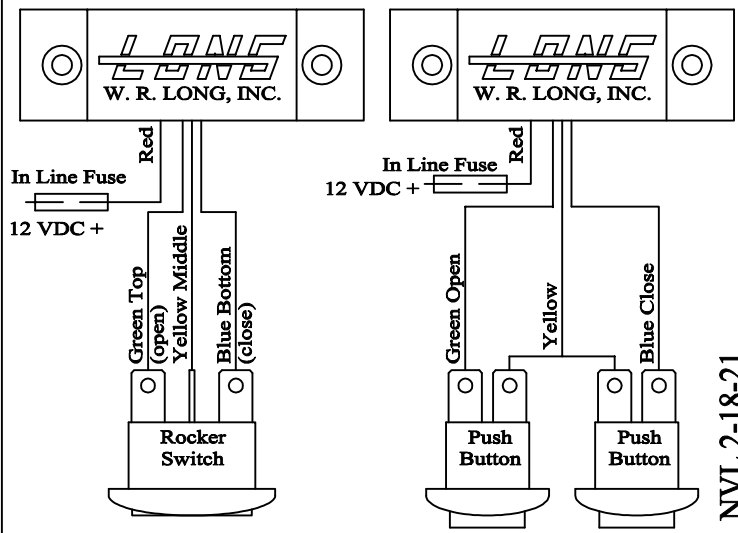 LONG
W. R. LONG, INC.
Red
In Line Fuse
12 VDC +
Green Top
(open)
Yellow Middle
Blue Bottom
(close)
Rocker
Switch
LONG
W. R. LONG, INC.
Red
In Line Fuse
12 VDC +
Green Open
Yellow
Blue Close
Push
Button
Push
Button
NVL 2-18-21